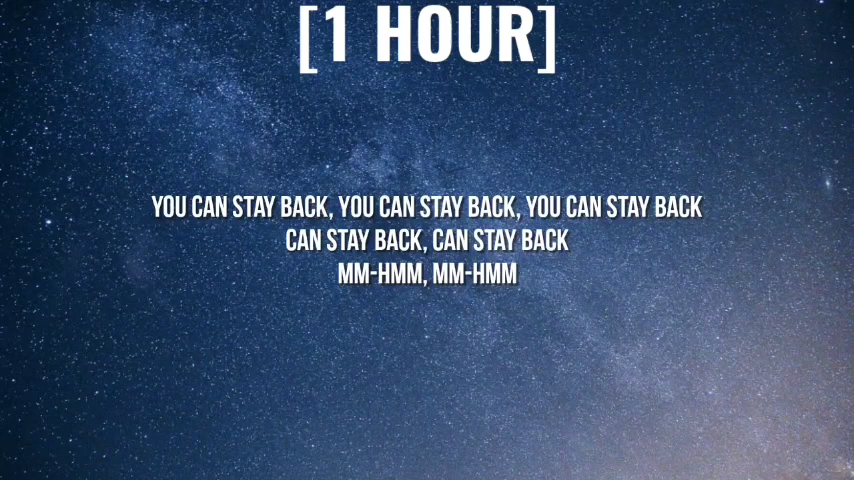 [1 HOUR]
YOU CAN STAY BACK, YOU CAN STAY BACK, YOU CAN STAY BACK
CAN STAY BACK, CAN STAY BACK
MM-HMM, MM-HMM